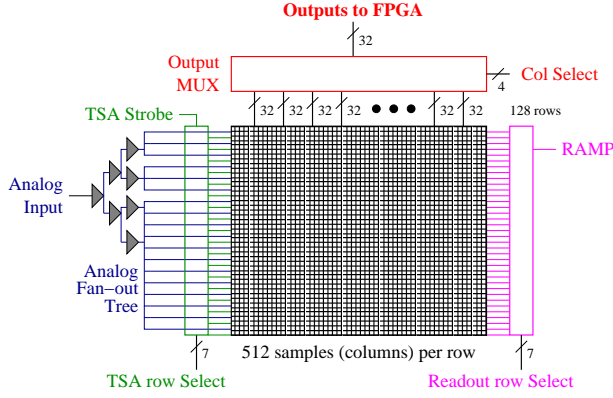 Outputs to FPGA
32
Output
MUX
Col Select
4
32 32 32 32 32 32
128 rows
TSA Strobe
RAMP
Analog
Input
Analog
Fan-out
Tree
7
512 samples (columns) per row
7
TSA row Select
Readout row Select